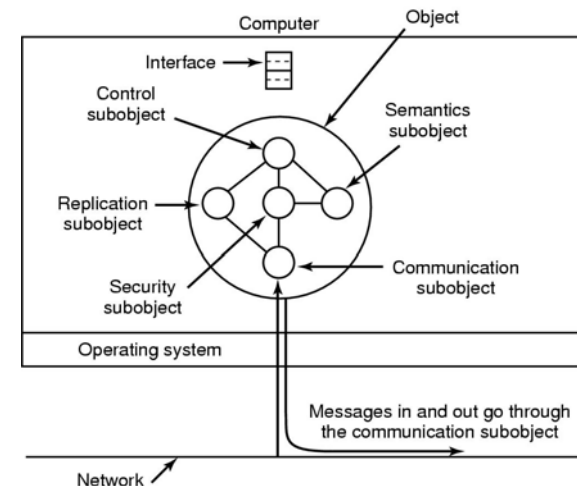 Computer
Object
Interface
Control
subobject
Semantics
subobject
Replication
subobject
Security
subobject
Communication
subobject
Operating system
Messages in and out go through
the communication subobject
Network